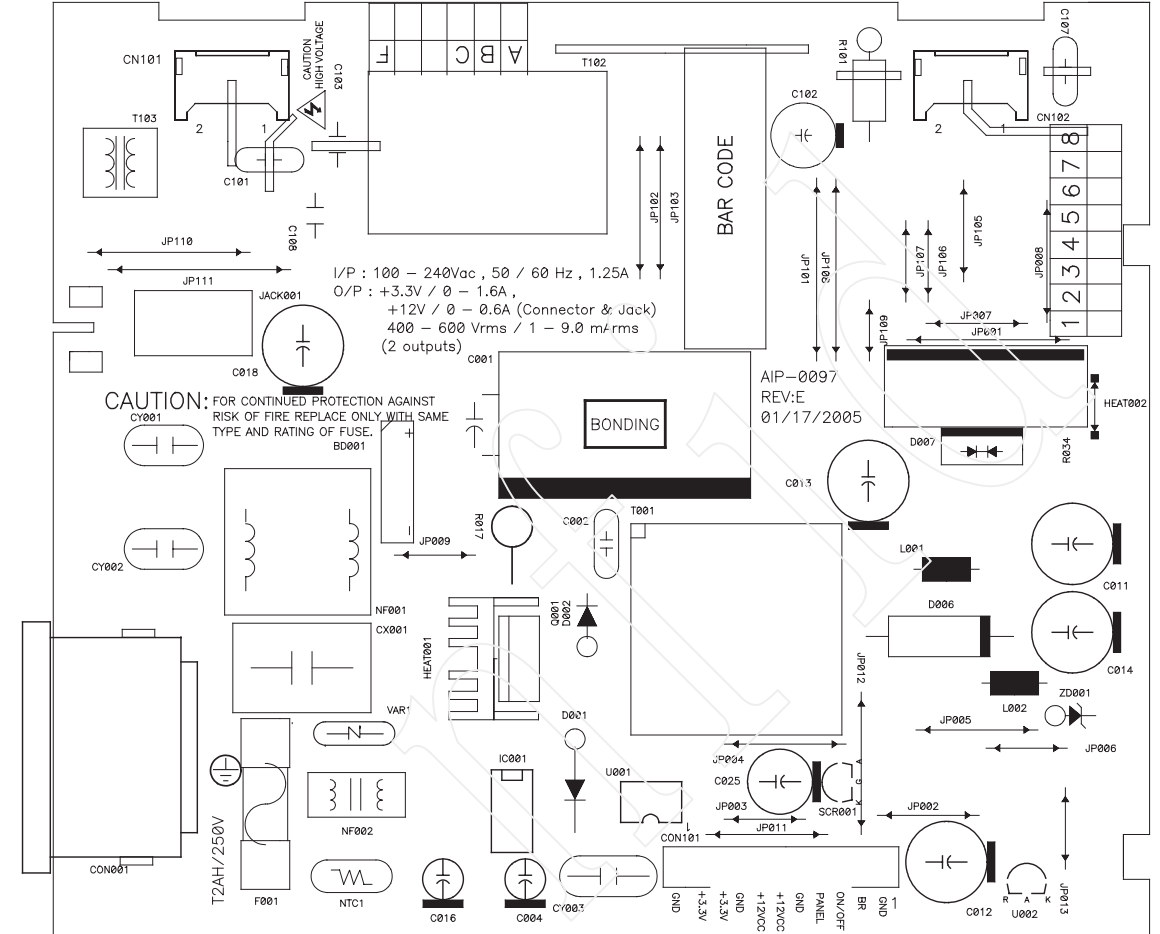 F
C
B
A
CN101
CAUTION
HIGH VOLTAGE
C103
T102
R101
C107
T103
2
1
C102
2
1
CN102
C101
C108
BAR CODE
JP102
JP103
JP101
JP106
JP107
JP106
JP105
JP008
8
7
6
5
4
3
2
1
JP110
JP111
JACK001
I/P : 100 - 240Vac , 50 / 60 Hz , 1.25A
O/P : +3.3V / 0 - 1.6A ,
+12V / 0 - 0.6A (Connector & Jack)
400 - 600 Vrms / 1 - 9.0 mArms
(2 outputs)
JP109
C018
C001
AIP-0097
REV:E
01/17/2005
HEAT002
CAUTION: FOR CONTINUED PROTECTION AGAINST
RISK OF FIRE REPLACE ONLY WITH SAME
TYPE AND RATING OF FUSE.
CY001
BD001
+
-
BONDING
D007
R034
C013
R017
C002
T001
JP009
CY002
L001
C011
NF001
CX001
HEAT001
Q001
D002
D006
JP012
C014
L002
ZD001
VAR1
D001
JP005
JP006
JP004
IC001
U001
C025
K G A
SCR001
JP003
JP002
NF002
1
CON101
JP011
T2AH/250V
CON001
F001
NTC1
C016
C004
CY003
GND
+3.3V
+3.3V
GND
+12VCC
+12VCC
GND
PANEL
ON/OFF
BR
GND
1
C012
R A K
U002
JP013